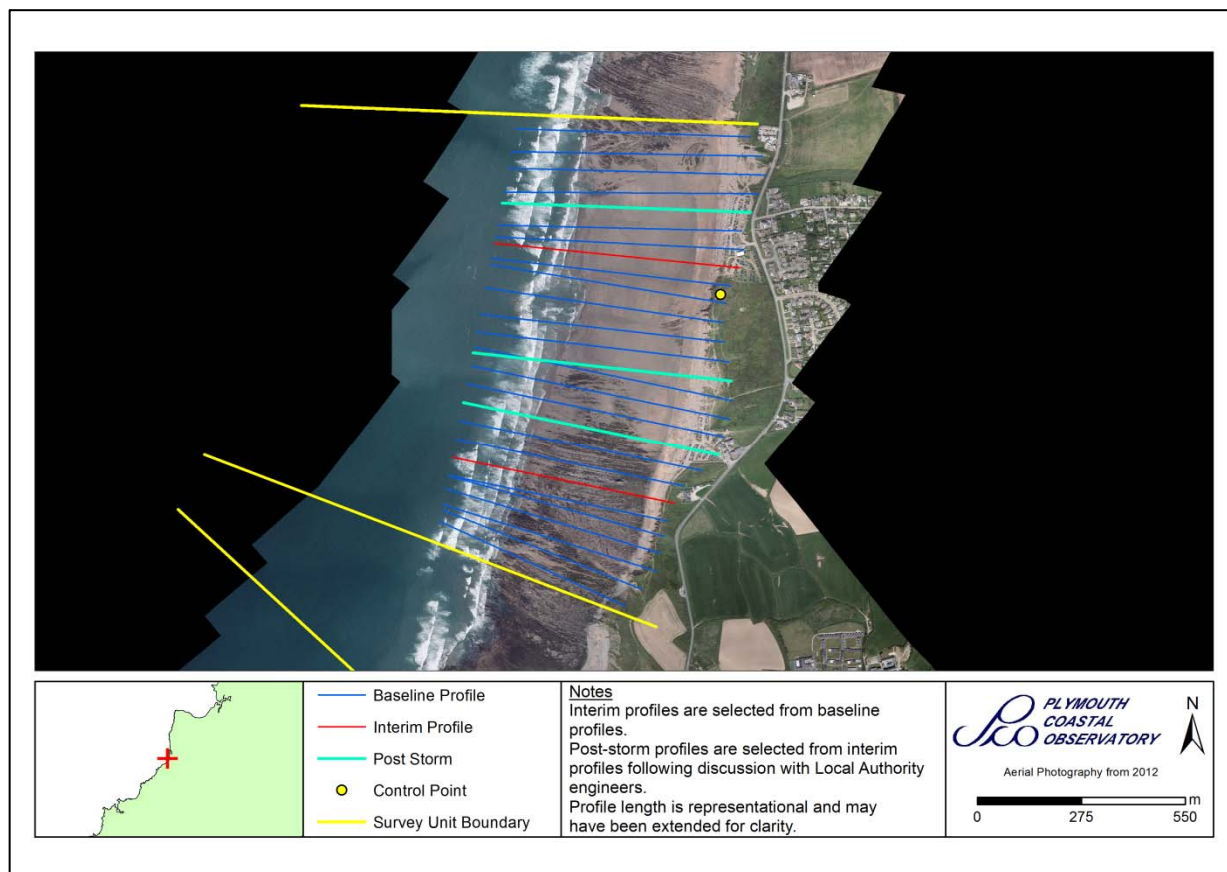 Baseline Profile
Interim Profile
Post Storm
Control Point
Survey Unit Boundary
Notes
Interim profiles are selected from baseline
profiles.
Post-storm profiles are selected from interim
profiles following discussion with Local Authority
engineers.
Profile length is representational and may
have been extended for clarity.
PLYMOUTH
COASTAL
OBSERVATORY
N
Aerial Photography from 2012
m
0 275 550